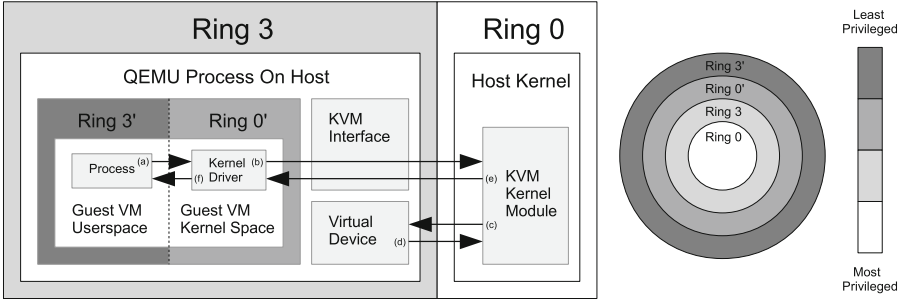 Ring 3
Ring 0
QEMU Process On Host
Host Kernel
Ring 3'
Ring 0'
KVM
Interface
Process
(a)
Kernel
Driver
(b)
(f)
(e)
KVM
Kernel
Module
Guest VM
Userspace
Guest VM
Kernel Space
Virtual
Device
(c)
(d)
Ring 3'
Ring 0'
Ring 3
Ring 0
Least
Privileged
Most
Privileged